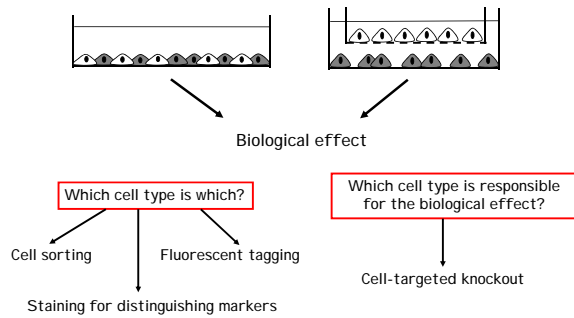 Biological effect
Which cell type is which?
Which cell type is responsible
for the biological effect?
Cell sorting
Fluorescent tagging
Staining for distinguishing markers
Cell-targeted knockout